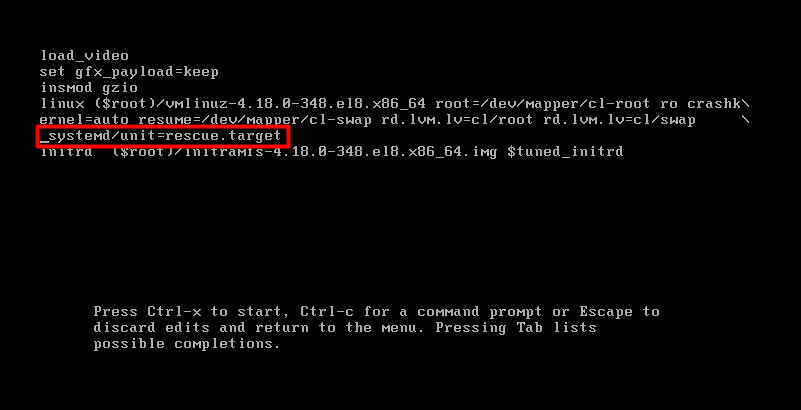 load_video
set gfx_payload=keep
insmod gzio
linux ($root)/vmlinuz-4.18.0-348.el8.x86_64 root=/dev/mapper/cl-root ro crashk\
ernel=auto resume=/dev/mapper/cl-swap rd.lvm.lv=cl/root rd.lvm.lv=cl/swap \
_systemd/unit=rescue.target
initrd ($root)/initramfs-4.18.0-348.el8.x86_64.img $tuned_initrd
Press Ctrl-x to start, Ctrl-c for a command prompt or Escape to
discard edits and return to the menu. Pressing Tab lists
possible completions.